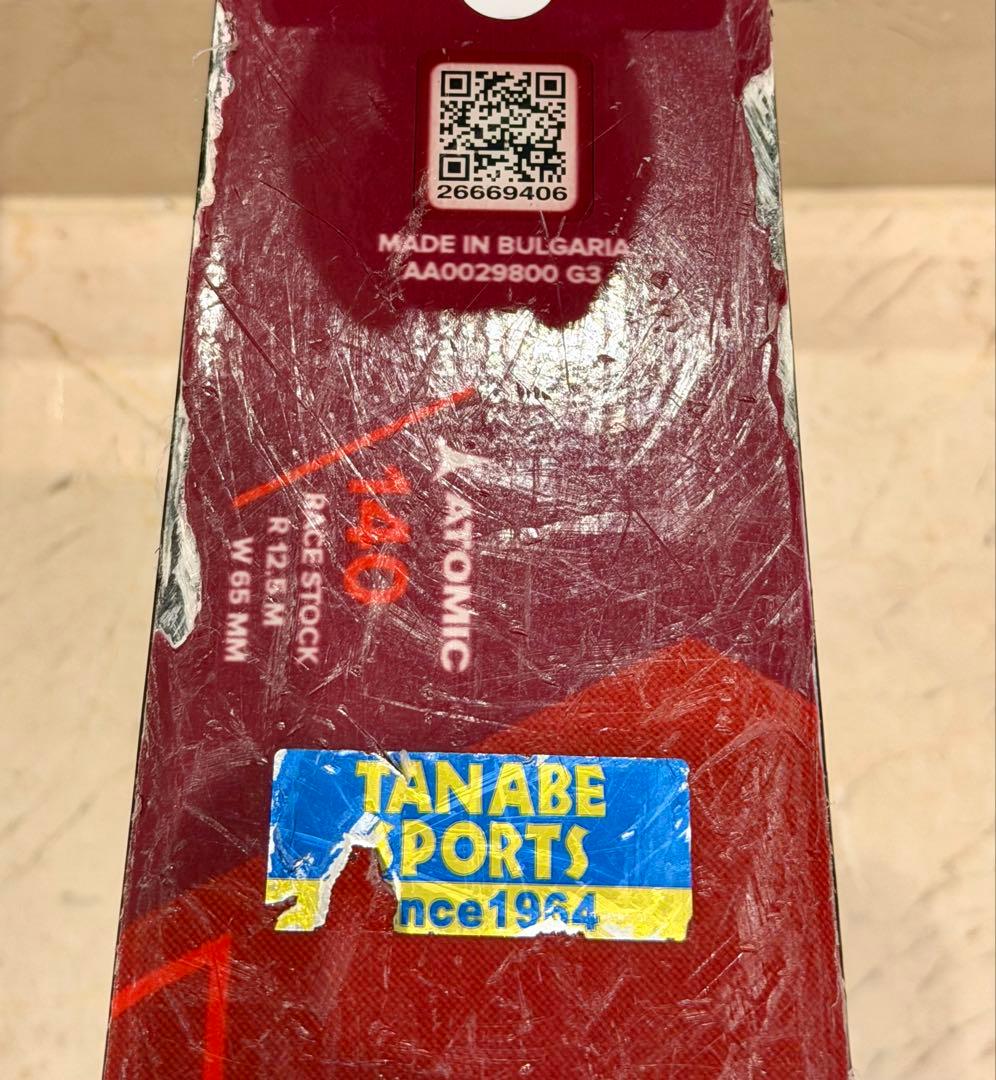 26669406
MADE IN BULGARIA
AA0029800 G3
ATOMIC
140
RACE STOCK
R 12.5 M
W 65 MM
TANABE
SPORTS
nce1964